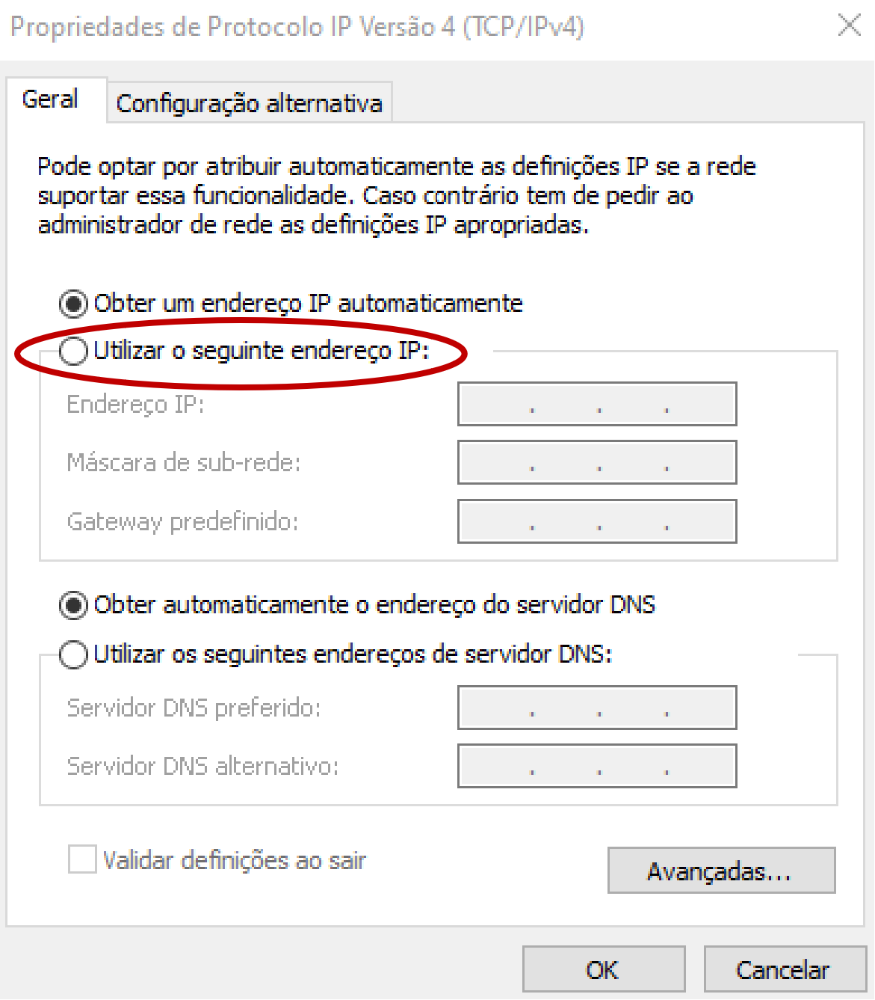 Propriedades de Protocolo IP Versão 4 (TCP/IPv4)
Geral
Configuração alternativa
Pode optar por atribuir automaticamente as definições IP se a rede
suportar essa funcionalidade. Caso contrário tem de pedir ao
administrador de rede as definições IP apropriadas.
Obter um endereço IP automaticamente
Utilizar o seguinte endereço IP:
Endereço IP:
Máscara de sub-rede:
Gateway predefinido:
Obter automaticamente o endereço do servidor DNS
Utilizar os seguintes endereços de servidor DNS:
Servidor DNS preferido:
Servidor DNS alternativo:
Validar definições ao sair
Avançadas...
OK
Cancelar